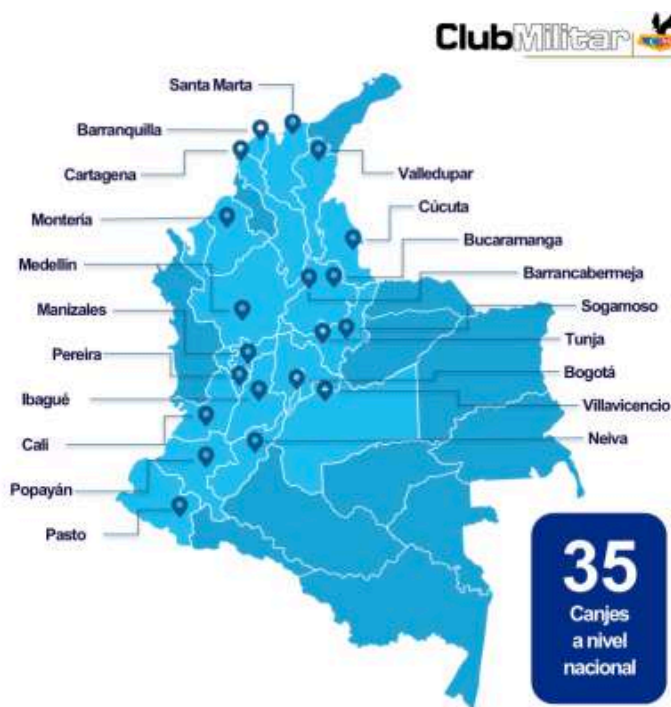 ClubMilitar
Santa Marta
Barranquilla
Cartagena
Valledupar
Montería
Cúcuta
Bucaramanga
Medellín
Barrancabermeja
Manizales
Sogamoso
Pereira
Tunja
Bogotá
Ibagué
Villavicencio
Cali
Neiva
Popayán
Pasto
35
Canjes
a nivel
nacional